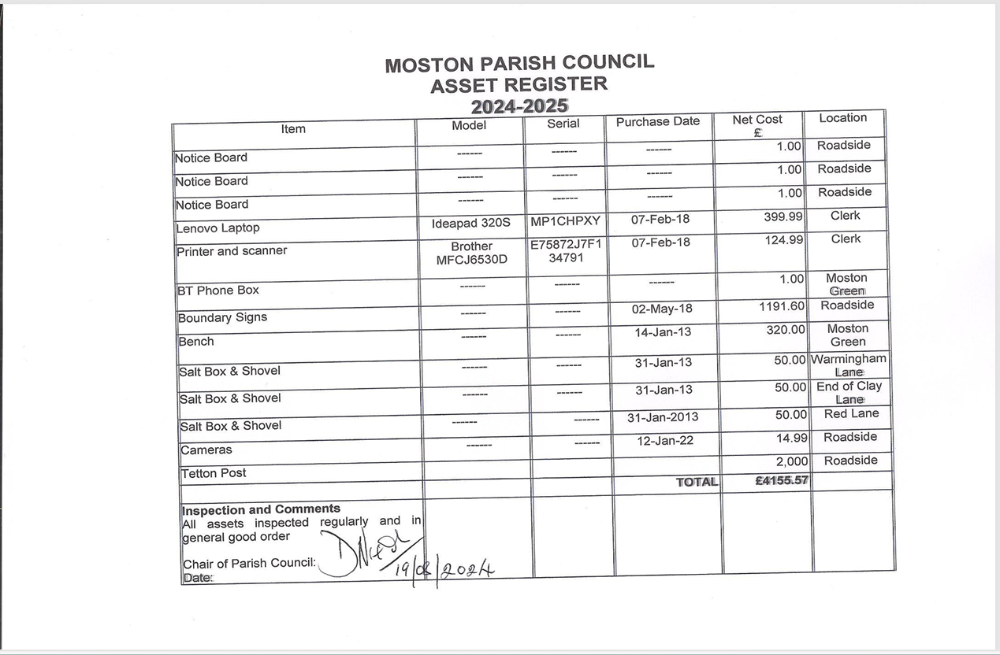 MOSTON PARISH COUNCIL
ASSET REGISTER
2024-2025
Item Model Serial Purchase Date Net Cost £ Location
Notice Board ------ ------ ------ 1.00 Roadside
Notice Board ------ ------ ------ 1.00 Roadside
Notice Board ------ ------ ------ 1.00 Roadside
Lenovo Laptop Ideapad 320S MP1CHPXY 07-Feb-18 399.99 Clerk
Printer and scanner Brother MFCJ6530D E75872J7F134791 07-Feb-18 124.99 Clerk
BT Phone Box ------ ------ ------ 1.00 Moston Green
Boundary Signs ------ ------ 02-May-18 1191.60 Roadside
Bench ------ ------ 14-Jan-13 320.00 Moston Green
Salt Box & Shovel ------ ------ 31-Jan-13 50.00 Warmingham Lane
Salt Box & Shovel ------ ------ 31-Jan-13 50.00 End of Clay Lane
Salt Box & Shovel ------ ------ 31-Jan-2013 50.00 Red Lane
Cameras ------ ------ 12-Jan-22 14.99 Roadside
Tetton Post 2,000 Roadside
TOTAL £4155.57
Inspection and Comments
All assets inspected regularly and in
general good order
Chair of Parish Council:
Date: 19/08/2024